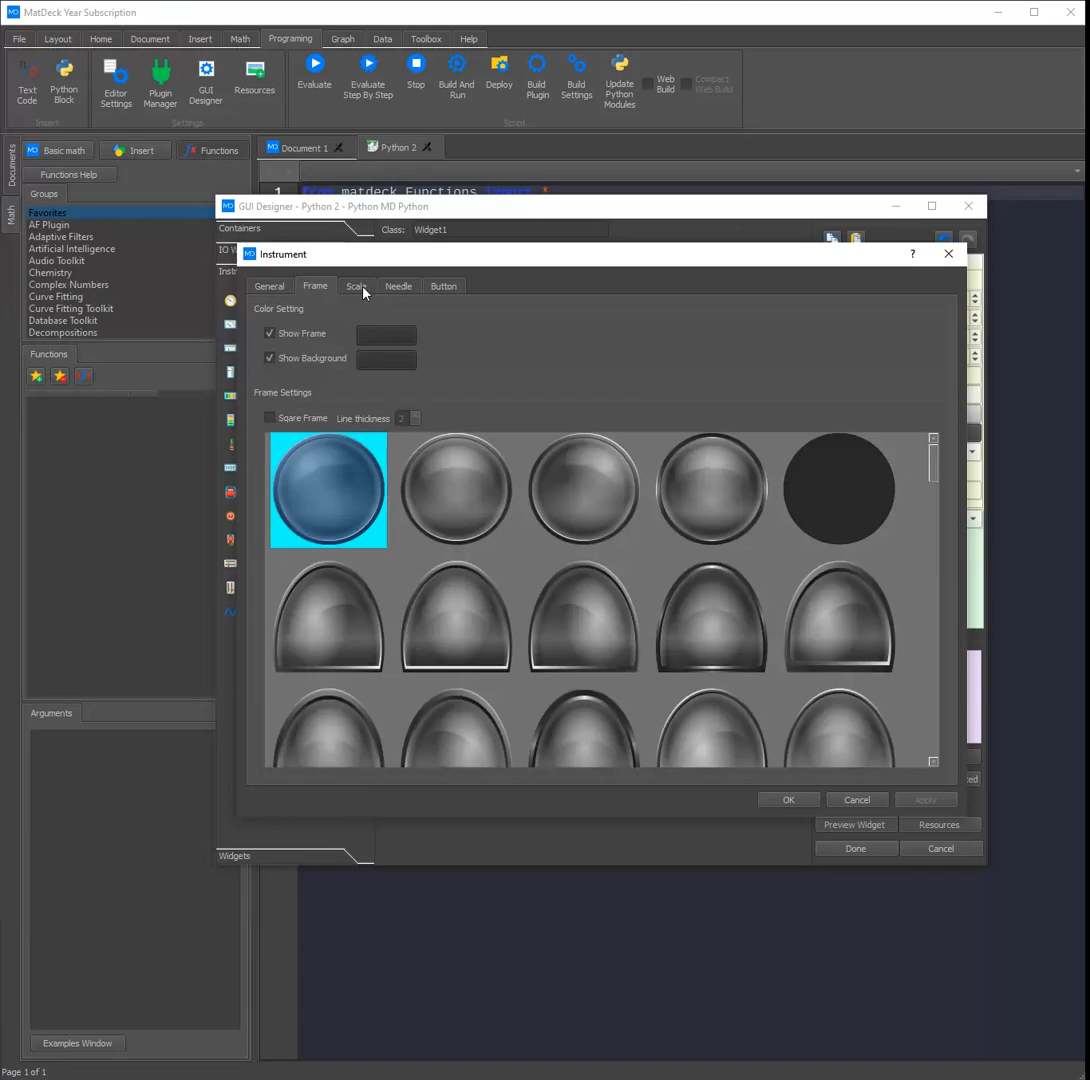 MatDeck Year Subscription
File Layout Home Document Insert Math Programing Graph Data Toolbox Help
Text Code
Python Block
Editor Settings
Plugin Manager
GUI Designer
Resources
Evaluate
Evaluate Step By Step
Stop
Build And Run
Deploy
Build Plugin
Build Settings
Update Python Modules
Web Build
Compact Web Build
Insert Settings Script
Documents
Math
Basic math Insert Functions
Document 1 Python 2
Functions Help
Groups
1 from matdeck Functions import *
Favorites
AF Plugin
Adaptive Filters
Artificial Intelligence
Audio Toolkit
Chemistry
Complex Numbers
Curve Fitting
Curve Fitting Toolkit
Database Toolkit
Decompositions
Functions
Arguments
Examples Window
Page 1 of 1
GUI Designer - Python 2 - Python MD Python
Containers Class: Widget1
IO W
Instr
Instrument ?
General Frame Scale Needle Button
Color Setting
Show Frame
Show Background
Frame Settings
Sqare Frame Line thickness 2
OK Cancel Apply
ed
Preview Widget Resources
Widgets
Done Cancel